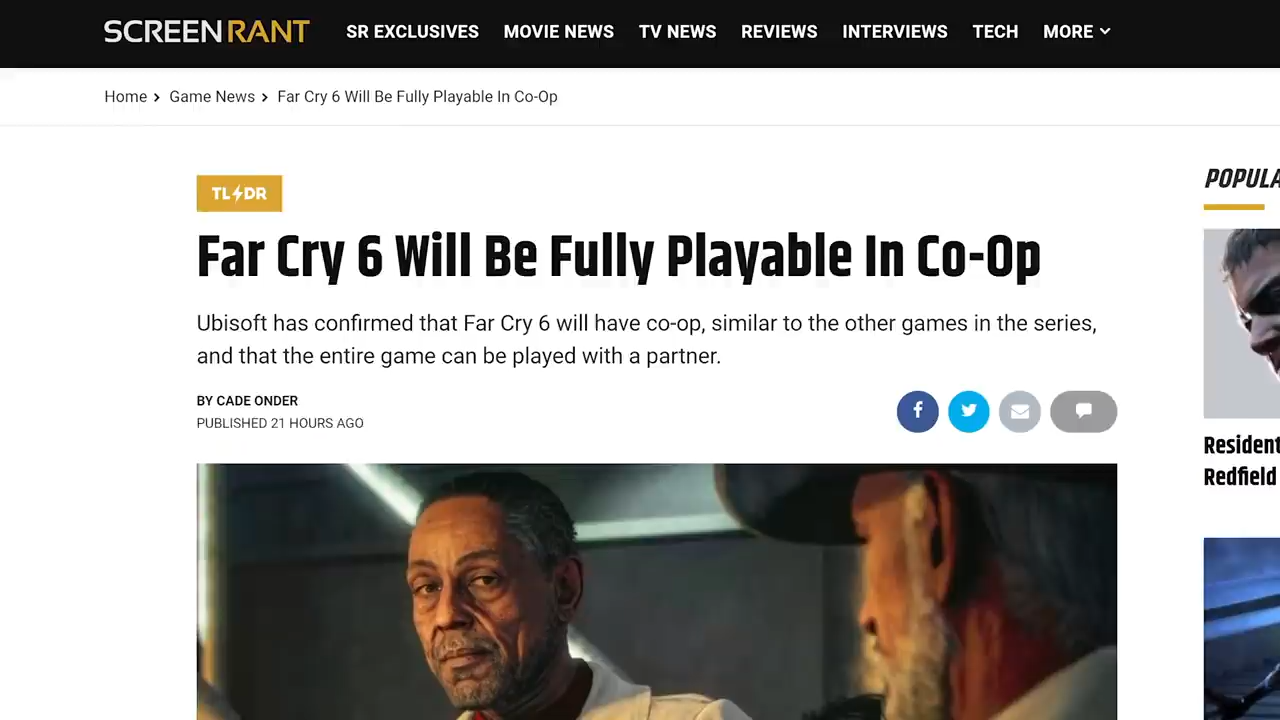 SCREENRANT SR EXCLUSIVES MOVIE NEWS TV NEWS REVIEWS INTERVIEWS TECH MORE
Home > Game News > Far Cry 6 Will Be Fully Playable In Co-Op
TL DR
Far Cry 6 Will Be Fully Playable In Co-Op
Ubisoft has confirmed that Far Cry 6 will have co-op, similar to the other games in the series,
and that the entire game can be played with a partner.
BY CADE ONDER
PUBLISHED 21 HOURS AGO
POPULA
Resident
Redfield